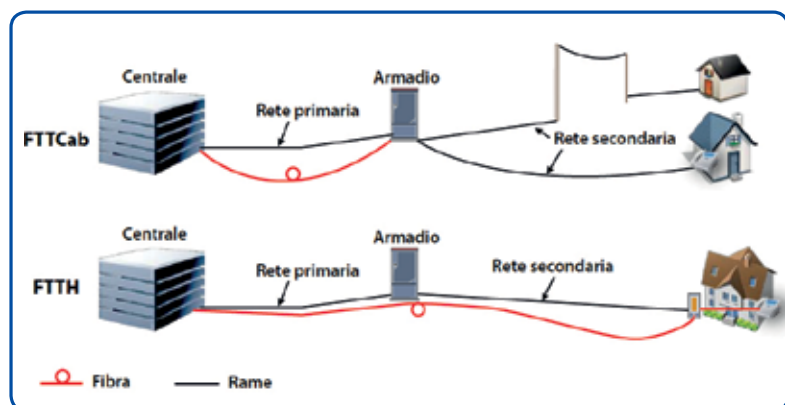 Centrale
Armadio
Rete primaria
FTTCab
Rete secondaria
Centrale
Armadio
Rete primaria
Rete secondaria
FTTH
Fibra
Rame